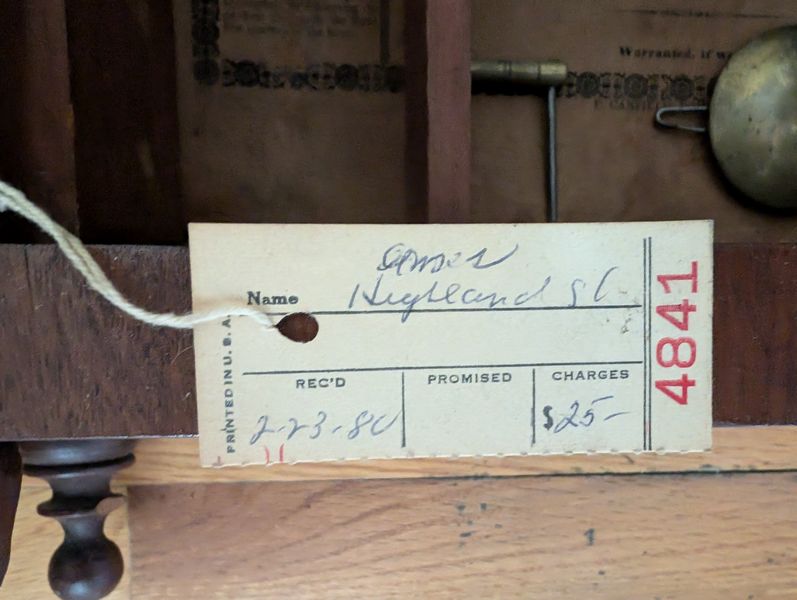 Warranted, if w
Name
Highland St
REC'D
PROMISED
CHARGES
2-23-80
$25-
4841
PRINTED IN U. S. A.